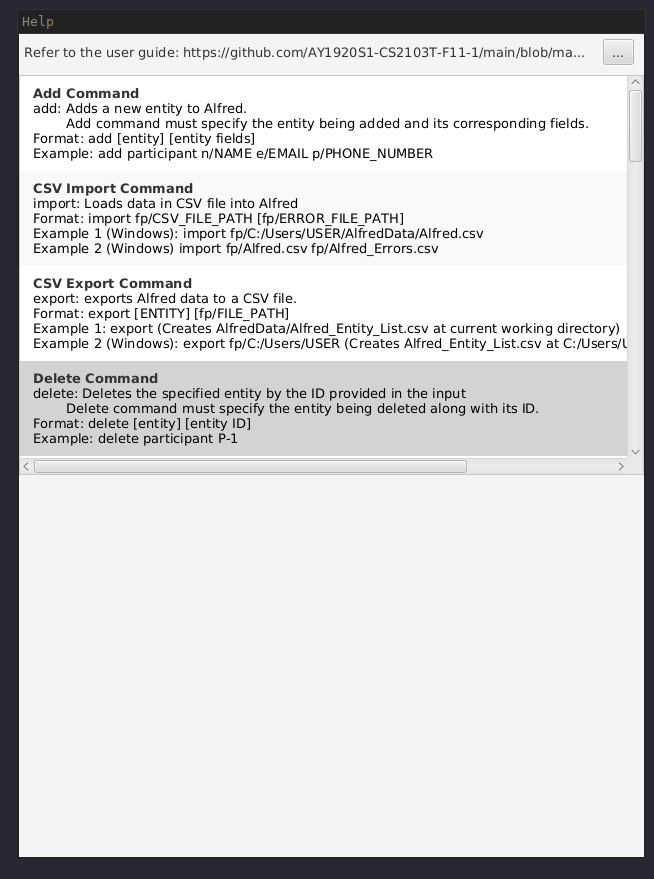 Help
Refer to the user guide: https://github.com/AY1920S1-CS2103T-F11-1/main/blob/ma...
...
Add Command
add: Adds a new entity to Alfred.
Add command must specify the entity being added and its corresponding fields.
Format: add [entity] [entity fields]
Example: add participant n/NAME e/EMAIL p/PHONE_NUMBER
CSV Import Command
import: Loads data in CSV file into Alfred
Format: import fp/CSV_FILE_PATH [fp/ERROR_FILE_PATH]
Example 1 (Windows): import fp/C:/Users/USER/AlfredData/Alfred.csv
Example 2 (Windows) import fp/Alfred.csv fp/Alfred_Errors.csv
CSV Export Command
export: exports Alfred data to a CSV file.
Format: export [ENTITY] [fp/FILE_PATH]
Example 1: export (Creates AlfredData/Alfred_Entity_List.csv at current working directory)
Example 2 (Windows): export fp/C:/Users/USER (Creates Alfred_Entity_List.csv at C:/Users/U
Delete Command
delete: Deletes the specified entity by the ID provided in the input
Delete command must specify the entity being deleted along with its ID.
Format: delete [entity] [entity ID]
Example: delete participant P-1